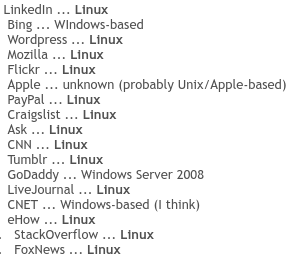 LinkedIn ... Linux
Bing ... WIndows-based
Wordpress ... Linux
Mozilla ... Linux
Flickr ... Linux
Apple ... unknown (probably Unix/Apple-based)
PayPal ... Linux
Craigslist ... Linux
Ask ... Linux
CNN ... Linux
Tumblr ... Linux
GoDaddy ... Windows Server 2008
LiveJournal ... Linux
CNET ... Windows-based (I think)
eHow ... Linux
. StackOverflow ... Linux
. FoxNews ... Linux